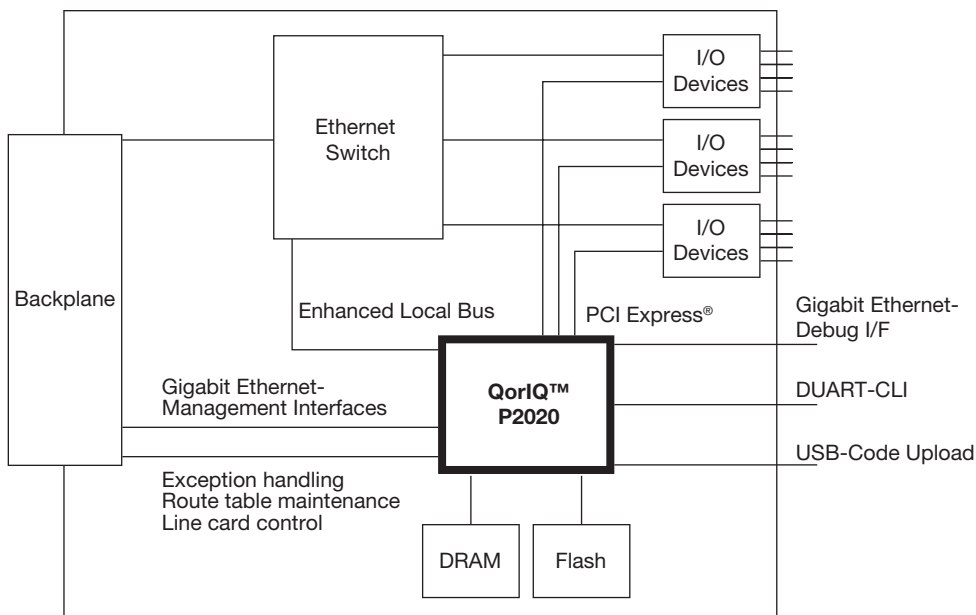 I/O
Devices
Ethernet
Switch
I/O
Devices
I/O
Devices
Backplane
Enhanced Local Bus
PCI Express®
Gigabit Ethernet-
Debug I/F
QorIQ™
P2020
Gigabit Ethernet-
Management Interfaces
DUART-CLI
USB-Code Upload
Exception handling
Route table maintenance
Line card control
DRAM
Flash